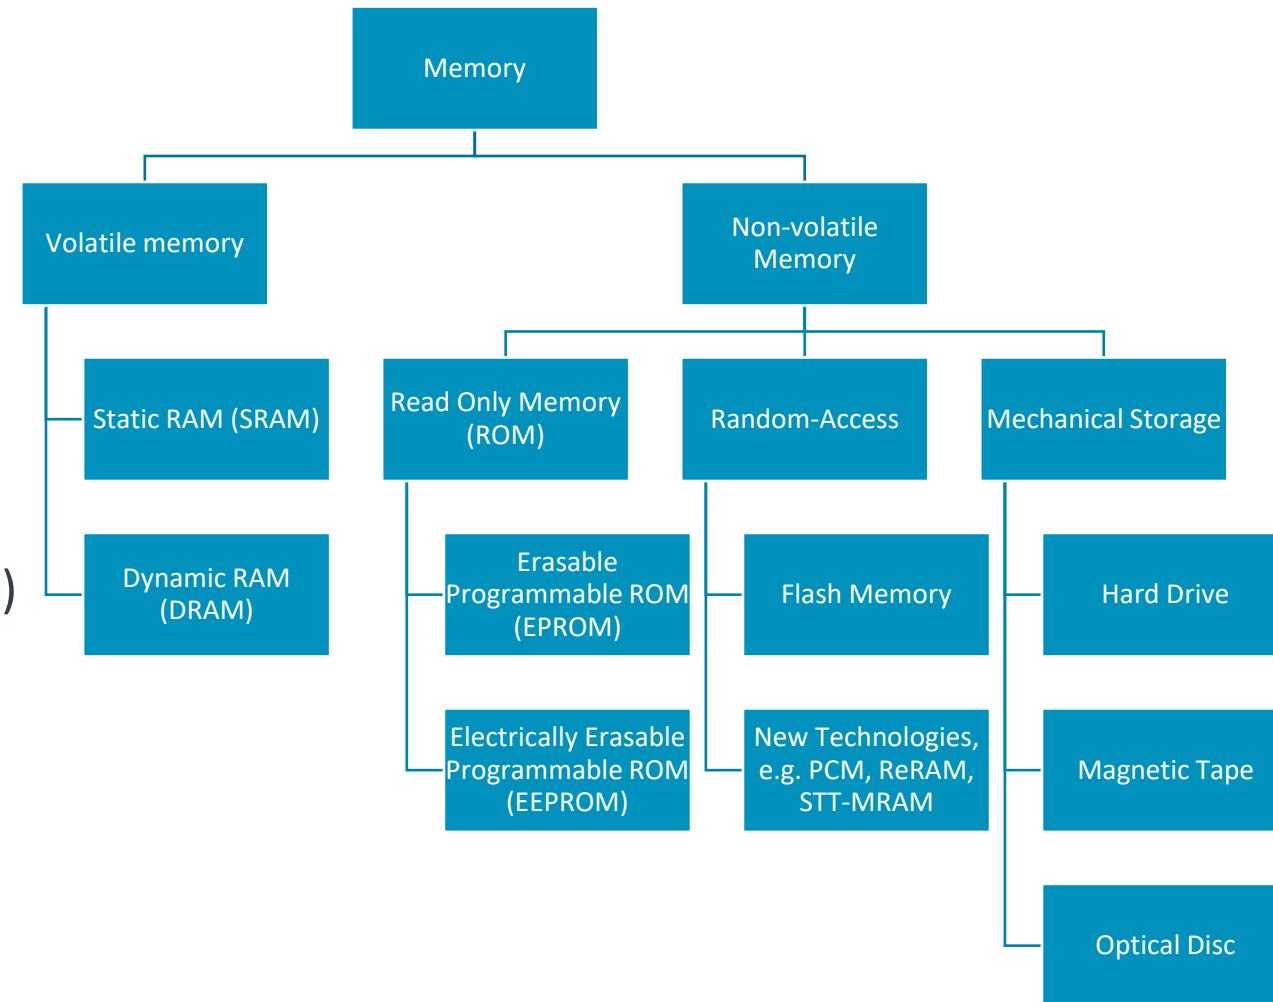 Memory
Volatile memory
Non-volatile
Memory
Static RAM (SRAM)
Read Only Memory
(ROM)
Random-Access
Mechanical Storage
)
Dynamic RAM
(DRAM)
Erasable
Programmable ROM
(EPROM)
Flash Memory
Hard Drive
Electrically Erasable
Programmable ROM
(EEPROM)
New Technologies,
e.g. PCM, ReRAM,
STT-MRAM
Magnetic Tape
Optical Disc